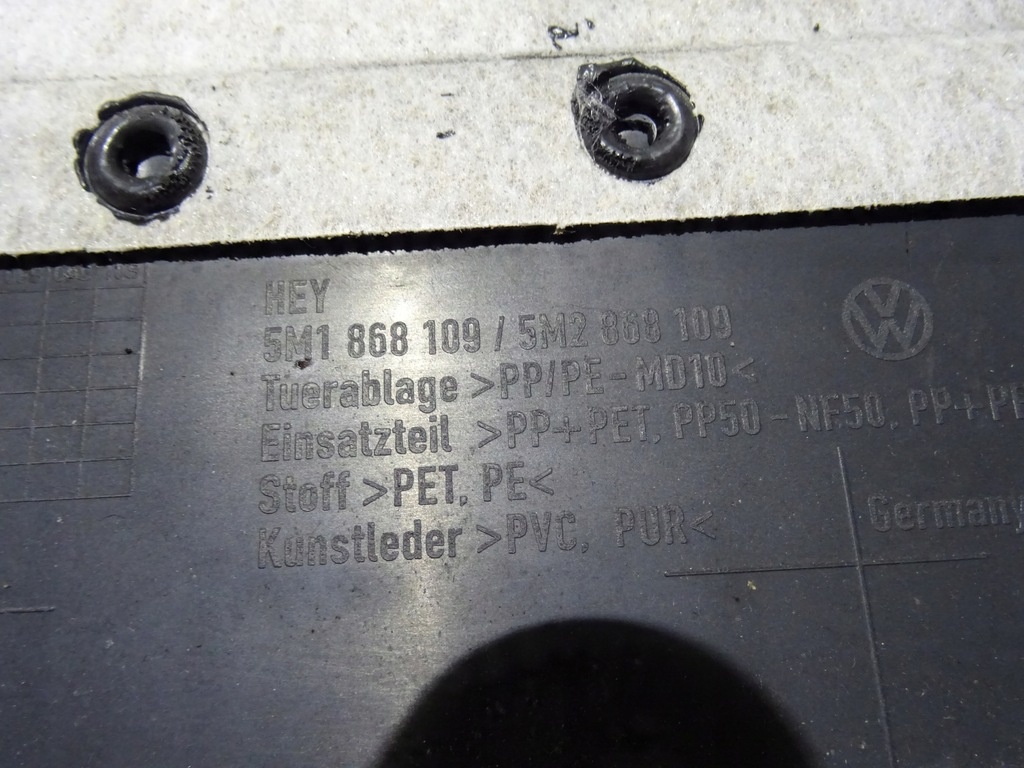 HEY
5M1 868 109 / 5M2 868 109
Tuerablage >PP/PE-MD10<
Einsatzteil >PP+PET, PP50-NF50, PP+PE
Stoff >PET, PE<
Kunstleder >PVC, PUR<
Germany
VW